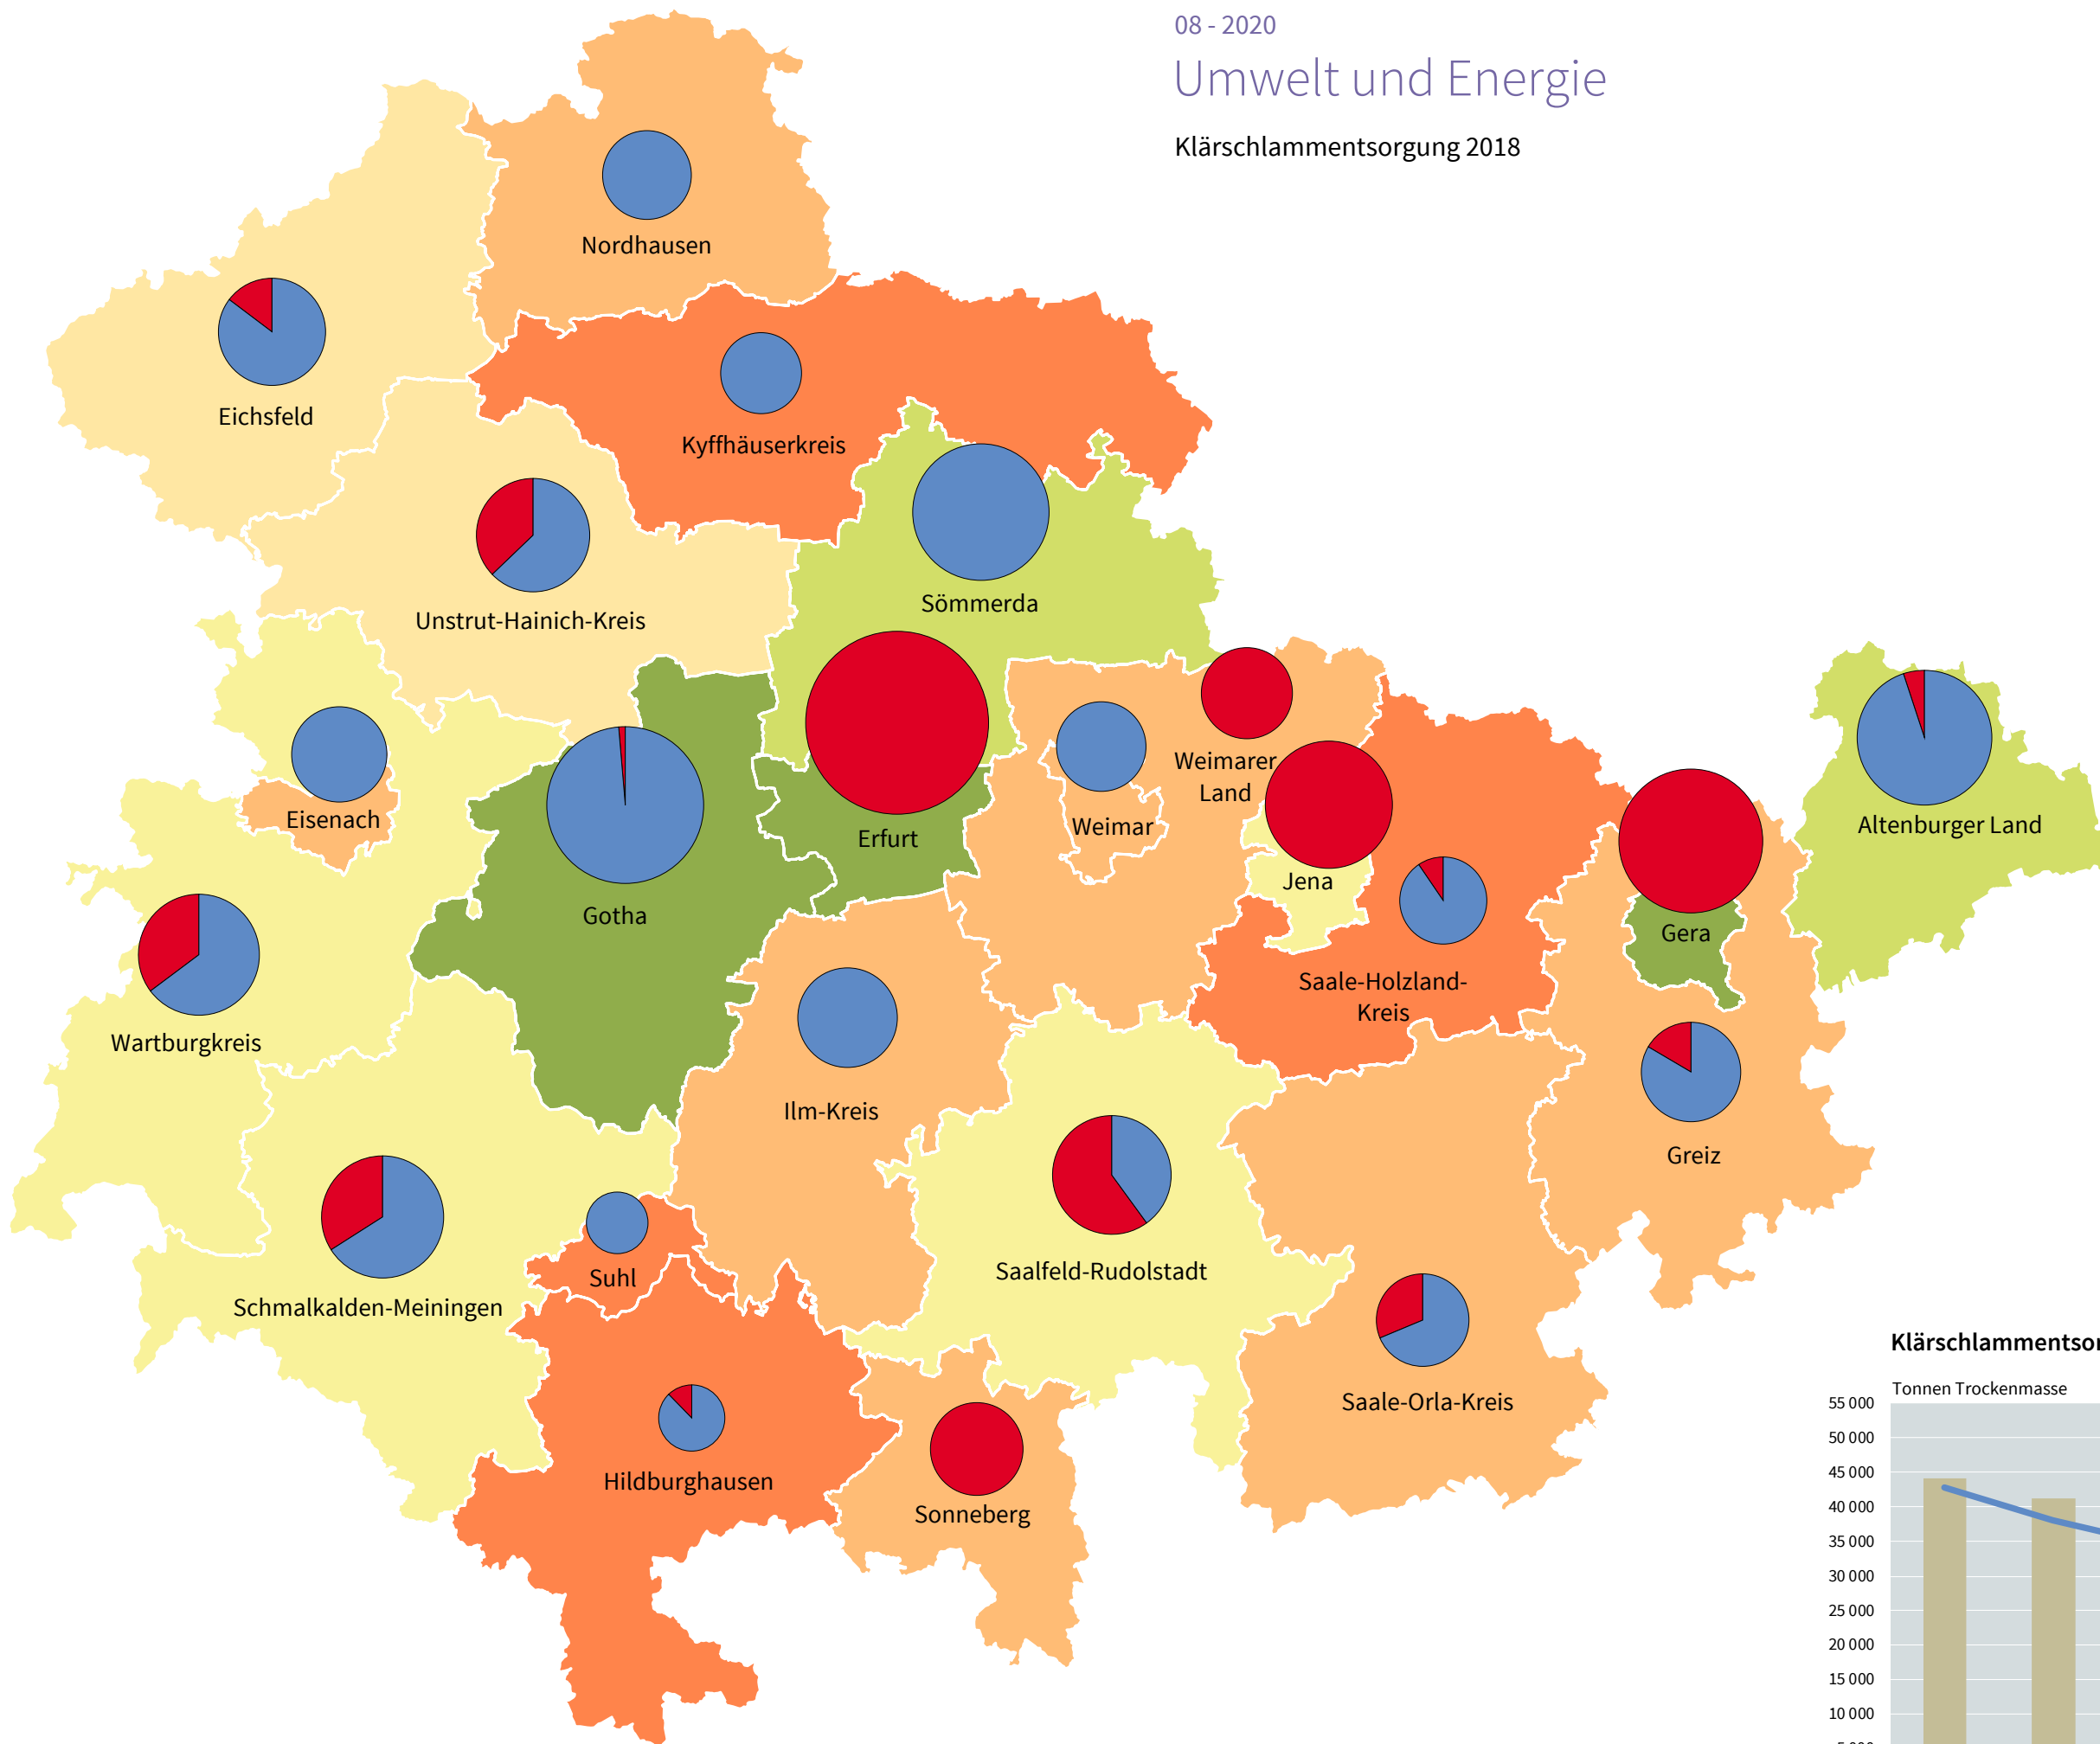 08 - 2020
Umwelt und Energie
Klärschlammentsorgung 2018
Nordhausen
Eichsfeld
Kyffhäuserkreis
Sömmerda
Unstrut-Hainich-Kreis
Weimarer
Land
Eisenach
Weimar
Erfurt
Altenburger Land
Jena
Gotha
Gera
Saale-Holzland-
Kreis
Wartburgkreis
Ilm-Kreis
Greiz
Saalfeld-Rudolstadt
Suhl
Schmalkalden-Meiningen
Saale-Orla-Kreis
Hildburghausen
Sonneberg
Klärschlammentso
Tonnen Trockenmasse
55 000
50 000
45 000
40 000
35 000
30 000
25 000
20 000
15 000
10 000